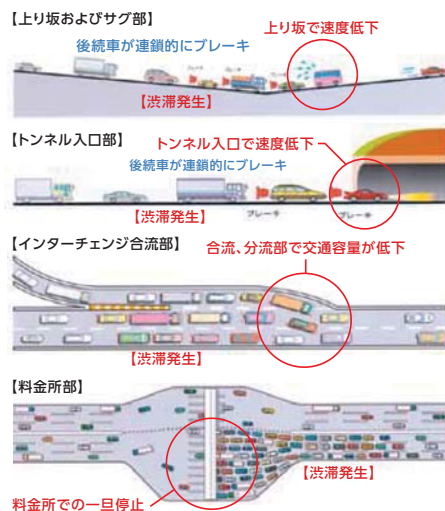 【上り坂およびサグ部】
上り坂で速度低下
後続車が連鎖的にブレーキ
【渋滞発生】
【トンネル入口部】
トンネル入口で速度低下
後続車が連鎖的にブレーキ
【渋滞発生】
ブレーキ
ブレーキ
【インターチェンジ合流部】
合流、分流部で交通容量が低下
【渋滞発生】
【料金所部】
【渋滞発生】
料金所での一旦停止